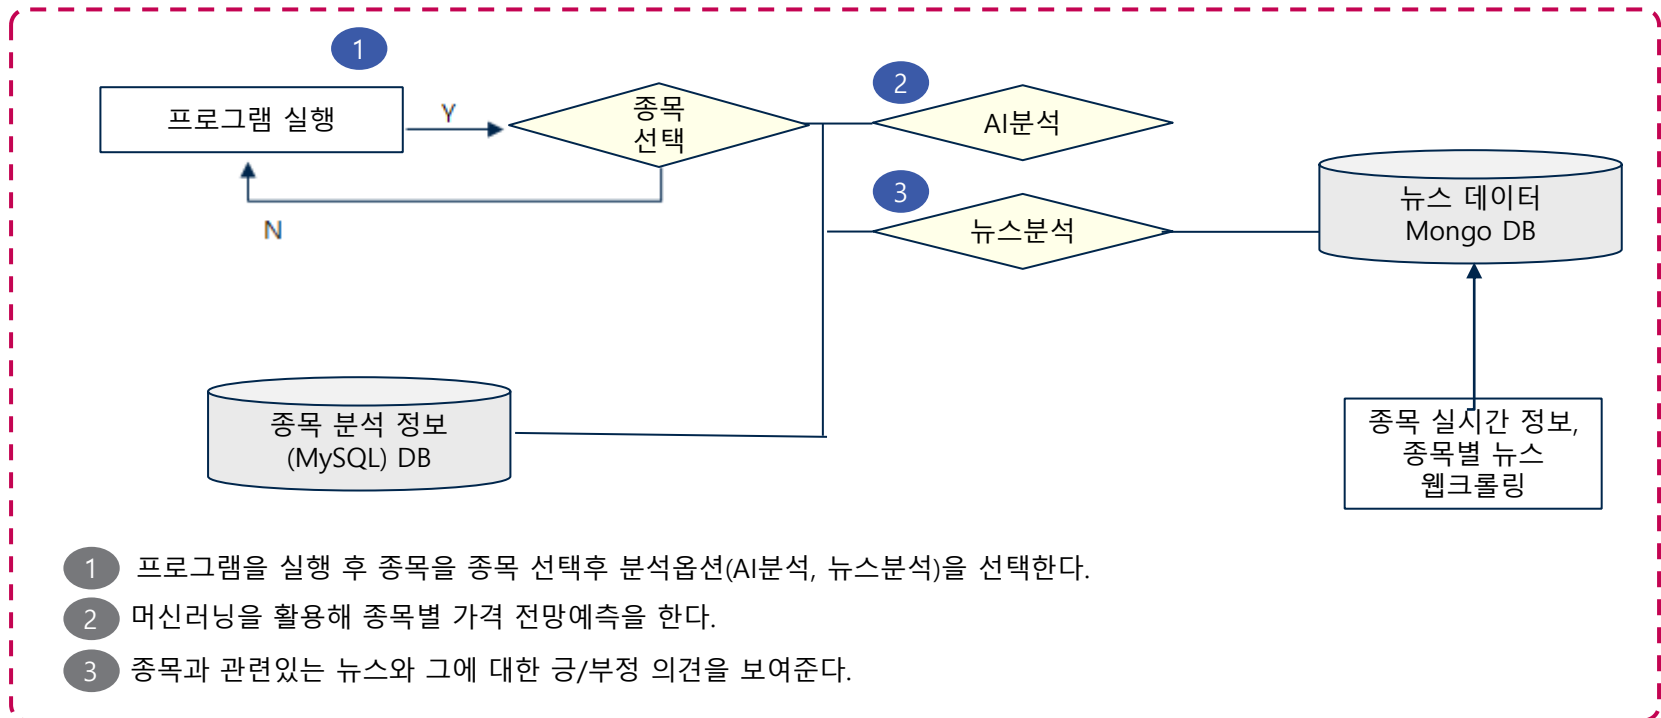 1
프로그램 실행
Y
종목
선택
N
2
AI분석
3
뉴스분석
뉴스 데이터
Mongo DB
종목 분석 정보
(MySQL) DB
종목 실시간 정보,
종목별 뉴스
웹크롤링
1 프로그램을 실행 후 종목을 종목 선택후 분석옵션(AI분석, 뉴스분석)을 선택한다.
2 머신러닝을 활용해 종목별 가격 전망예측을 한다.
3 종목과 관련있는 뉴스와 그에 대한 긍/부정 의견을 보여준다.